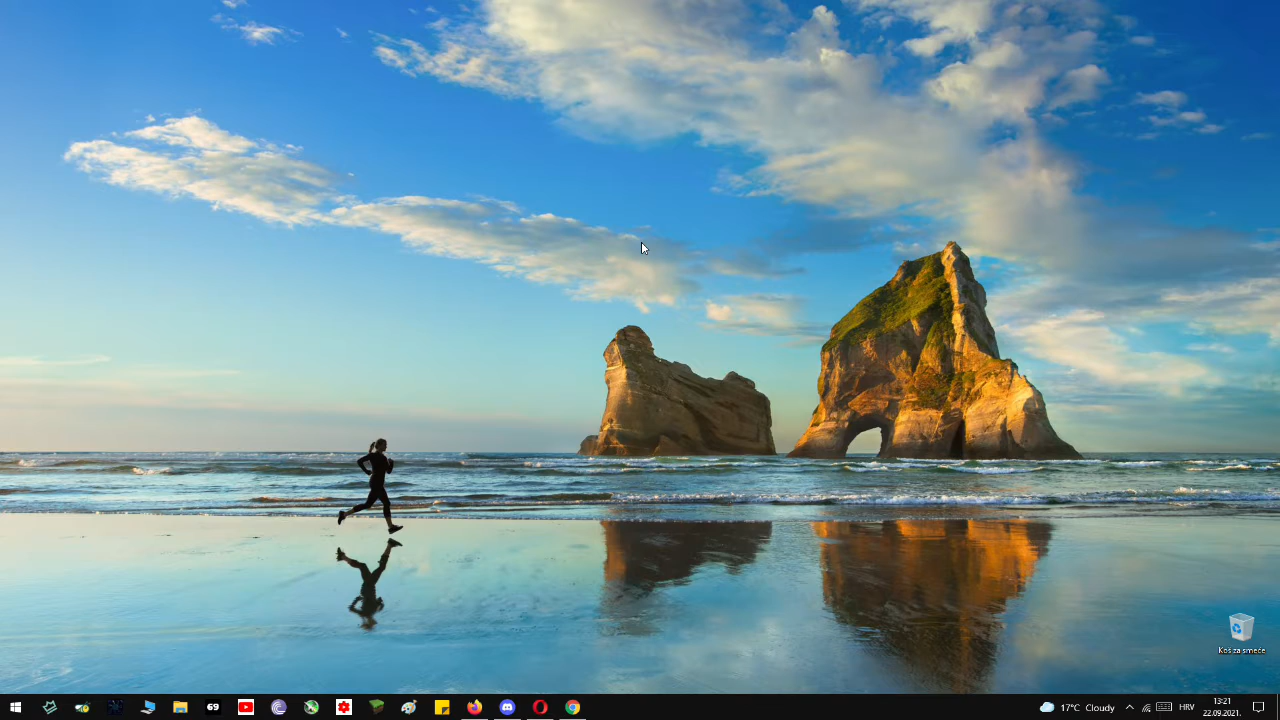 Koš za smeće
69
17°C Cloudy
HRV
13:21
22.09.2021.